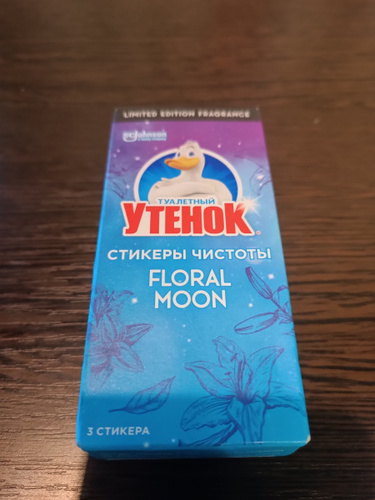 LIMITED EDITION FRAGRANCE
SC Johnson
ТУАЛЕТНЫЙ
УТЕНОК®
СТИКЕРЫ ЧИСТОТЫ
FLORAL
MOON
3 СТИКЕРА